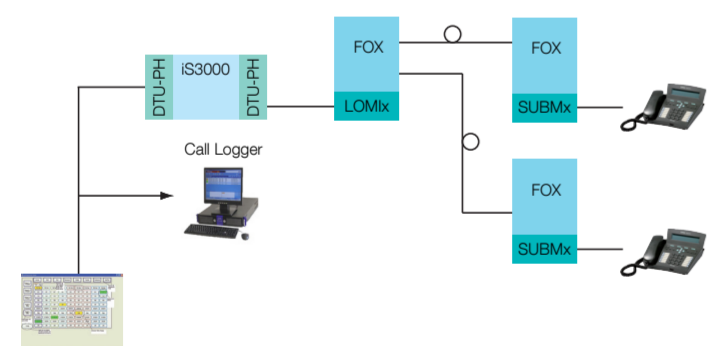 FOX
FOX
DTU-PH
iS3000
DTU-PH
LOMIx
SUBMx
Call Logger
FOX
SUBMx